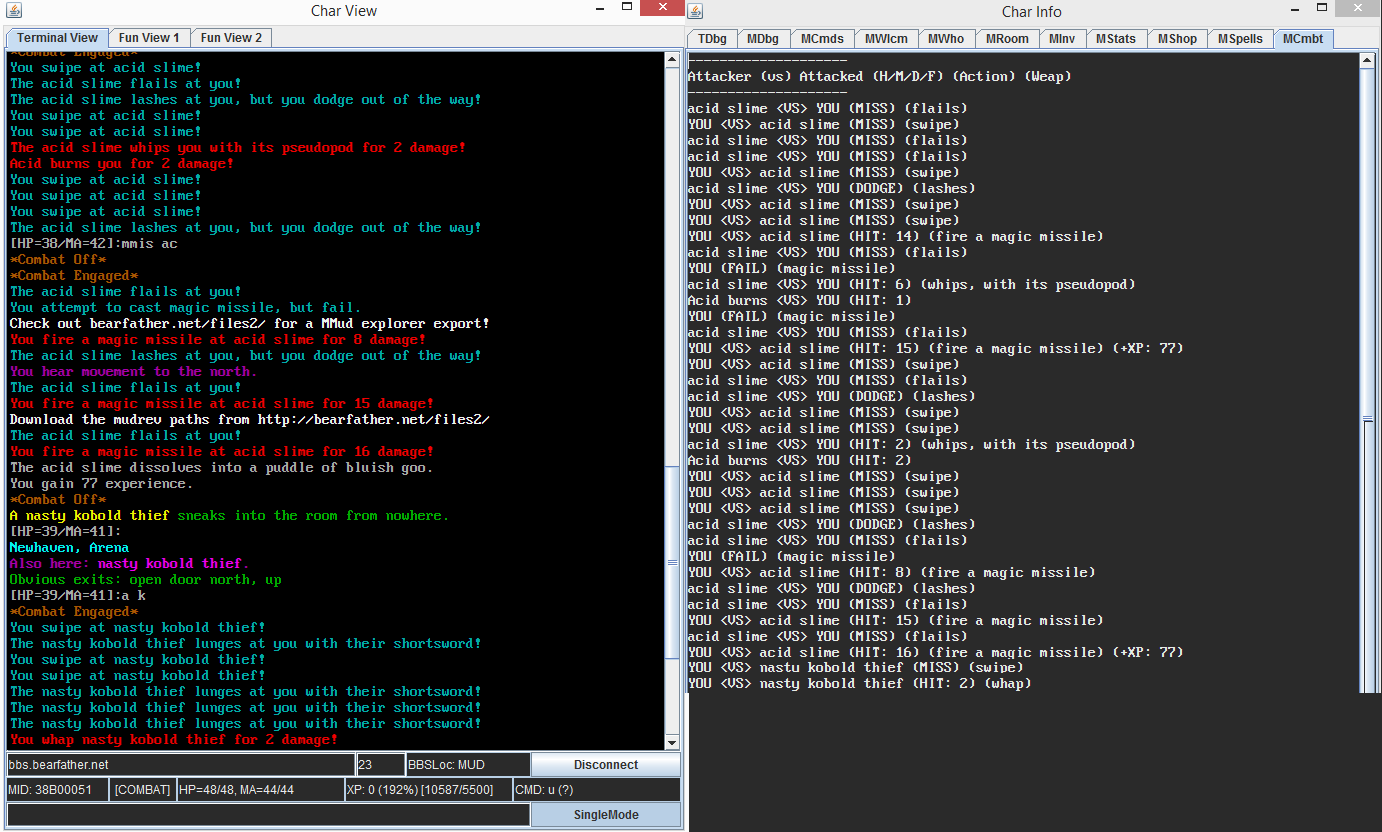 Char View
Terminal View Fun View 1 Fun View 2
*Combat Engaged*
You swipe at acid slime!
The acid slime flails at you!
The acid slime lashes at you, but you dodge out of the way!
You swipe at acid slime!
You swipe at acid slime!
The acid slime whips you with its pseudopod for 2 damage!
Acid burns you for 2 damage!
You swipe at acid slime!
You swipe at acid slime!
You swipe at acid slime!
The acid slime lashes at you, but you dodge out of the way!
[HP=38/MA=42]:mmis ac
*Combat Off*
*Combat Engaged*
The acid slime flails at you!
You attempt to cast magic missile, but fail.
Check out bearfather.net/files2/ for a MMud explorer export!
You fire a magic missile at acid slime for 8 damage!
The acid slime lashes at you, but you dodge out of the way!
You hear movement to the north.
The acid slime flails at you!
You fire a magic missile at acid slime for 15 damage!
Download the mudrev paths from http://bearfather.net/files2/
The acid slime flails at you!
You fire a magic missile at acid slime for 16 damage!
The acid slime dissolves into a puddle of bluish goo.
You gain 77 experience.
*Combat Off*
A nasty kobold thief sneaks into the room from nowhere.
[HP=39/MA=41]:
Newhaven, Arena
Also here: nasty kobold thief.
Obvious exits: open door north, up
[HP=39/MA=41]:a k
*Combat Engaged*
You swipe at nasty kobold thief!
The nasty kobold thief lunges at you with their shortsword!
You swipe at nasty kobold thief!
You swipe at nasty kobold thief!
The nasty kobold thief lunges at you with their shortsword!
The nasty kobold thief lunges at you with their shortsword!
The nasty kobold thief lunges at you with their shortsword!
You whap nasty kobold thief for 2 damage!
bbs.bearfather.net 23 BBSLoc: MUD Disconnect
MID: 38B00051 [COMBAT] HP=48/48, MA=44/44 XP: 0 (192%) [10587/5500] CMD: u (?)
SingleMode
Char Info
TDbg MDbg MCmds MWlcm MWho MRoom MInv MStats MShop MSpells MCmbt
--------------------
Attacker (vs) Attacked (H/M/D/F) (Action) (Weap)
--------------------
acid slime <VS> YOU (MISS) (flails)
YOU <VS> acid slime (MISS) (swipe)
acid slime <VS> YOU (MISS) (flails)
acid slime <VS> YOU (MISS) (flails)
YOU <VS> acid slime (MISS) (swipe)
acid slime <VS> YOU (DODGE) (lashes)
YOU <VS> acid slime (MISS) (swipe)
YOU <VS> acid slime (MISS) (swipe)
YOU <VS> acid slime (HIT: 14) (fire a magic missile)
acid slime <VS> YOU (MISS) (flails)
YOU (FAIL) (magic missile)
acid slime <VS> YOU (HIT: 6) (whips, with its pseudopod)
Acid burns <VS> YOU (HIT: 1)
YOU (FAIL) (magic missile)
acid slime <VS> YOU (MISS) (flails)
YOU <VS> acid slime (HIT: 15) (fire a magic missile) (+XP: 77)
YOU <VS> acid slime (MISS) (swipe)
acid slime <VS> YOU (MISS) (flails)
acid slime <VS> YOU (DODGE) (lashes)
YOU <VS> acid slime (MISS) (swipe)
YOU <VS> acid slime (MISS) (swipe)
acid slime <VS> YOU (HIT: 2) (whips, with its pseudopod)
Acid burns <VS> YOU (HIT: 2)
YOU <VS> acid slime (MISS) (swipe)
YOU <VS> acid slime (MISS) (swipe)
YOU <VS> acid slime (MISS) (swipe)
acid slime <VS> YOU (DODGE) (lashes)
acid slime <VS> YOU (MISS) (flails)
YOU (FAIL) (magic missile)
YOU <VS> acid slime (HIT: 8) (fire a magic missile)
acid slime <VS> YOU (DODGE) (lashes)
acid slime <VS> YOU (MISS) (flails)
YOU <VS> acid slime (HIT: 15) (fire a magic missile)
acid slime <VS> YOU (MISS) (flails)
YOU <VS> acid slime (HIT: 16) (fire a magic missile) (+XP: 77)
YOU <VS> nasty kobold thief (MISS) (swipe)
YOU <VS> nasty kobold thief (HIT: 2) (whap)